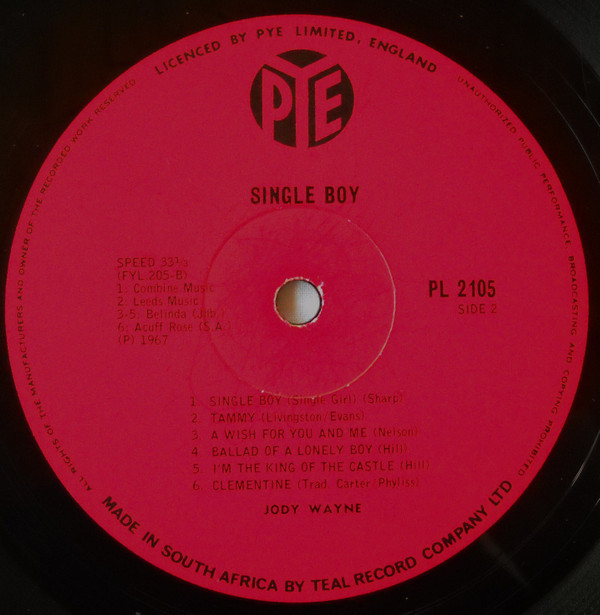 LICENCED BY PYE LIMITED, ENGLAND
UNAUTHORIZED PUBLIC PERFORMANCE, BROADCASTING AND COPYING PROHIBITED
ALL RIGHTS OF THE MANUFACTURERS AND OWNER OF THE RECORDED WORK RESERVED
PYE
SINGLE BOY
SPEED 33⅓
(FYL.205-B)
1: Combine Music
2: Leeds Music
3-5: Belinda (Jnb.)
6: Acuff Rose (S.A.)
(P) 1967
PL 2105
SIDE 2
1. SINGLE BOY (Single Girl) (Sharp)
2. TAMMY (Livingston/Evans)
3. A WISH FOR YOU AND ME (Nelson)
4. BALLAD OF A LONELY BOY (Hill)
5. I'M THE KING OF THE CASTLE (Hill)
6. CLEMENTINE (Trad. Carter-Phyliss)
JODY WAYNE
MADE IN SOUTH AFRICA BY TEAL RECORD COMPANY LTD